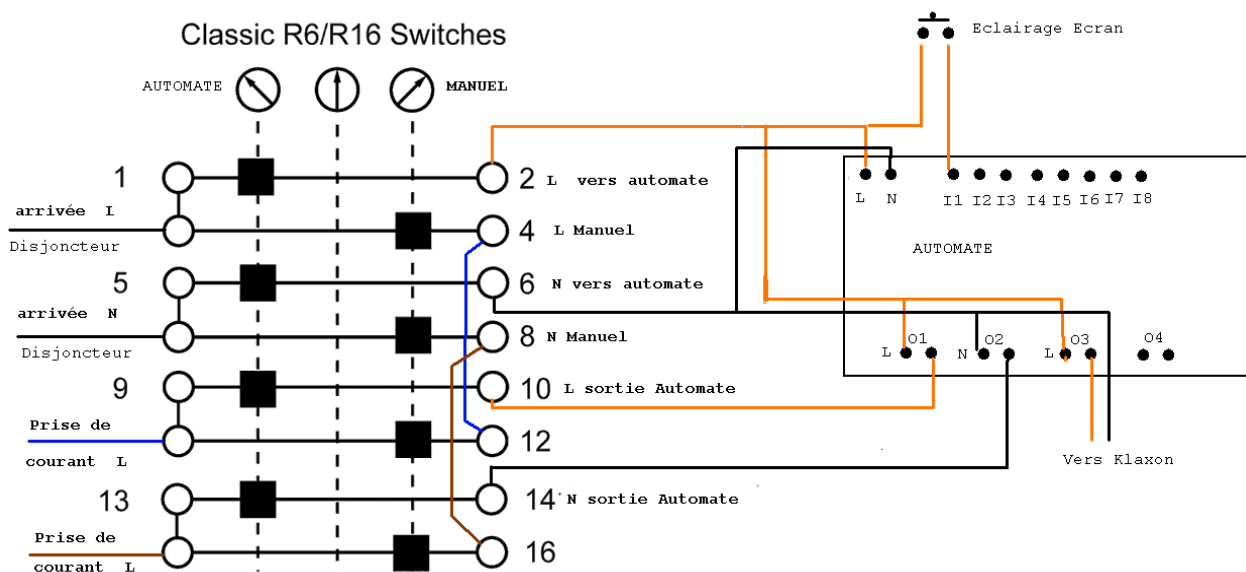 Classic R6/R16 Switches
Eclairage Ecran
AUTOMATE
MANUEL
1
2 L vers automate
arrivée L
Disjoncteur
4 L Manuel
5
6 N vers automate
arrivée N
Disjoncteur
8 N Manuel
9
10 L sortie Automate
Prise de
courant L
12
13
14 N sortie Automate
Prise de
courant L
16
L N I1 I2 I3 I4 I5 I6 I7 I8
AUTOMATE
L O1 N O2 L O3 O4
Vers Klaxon